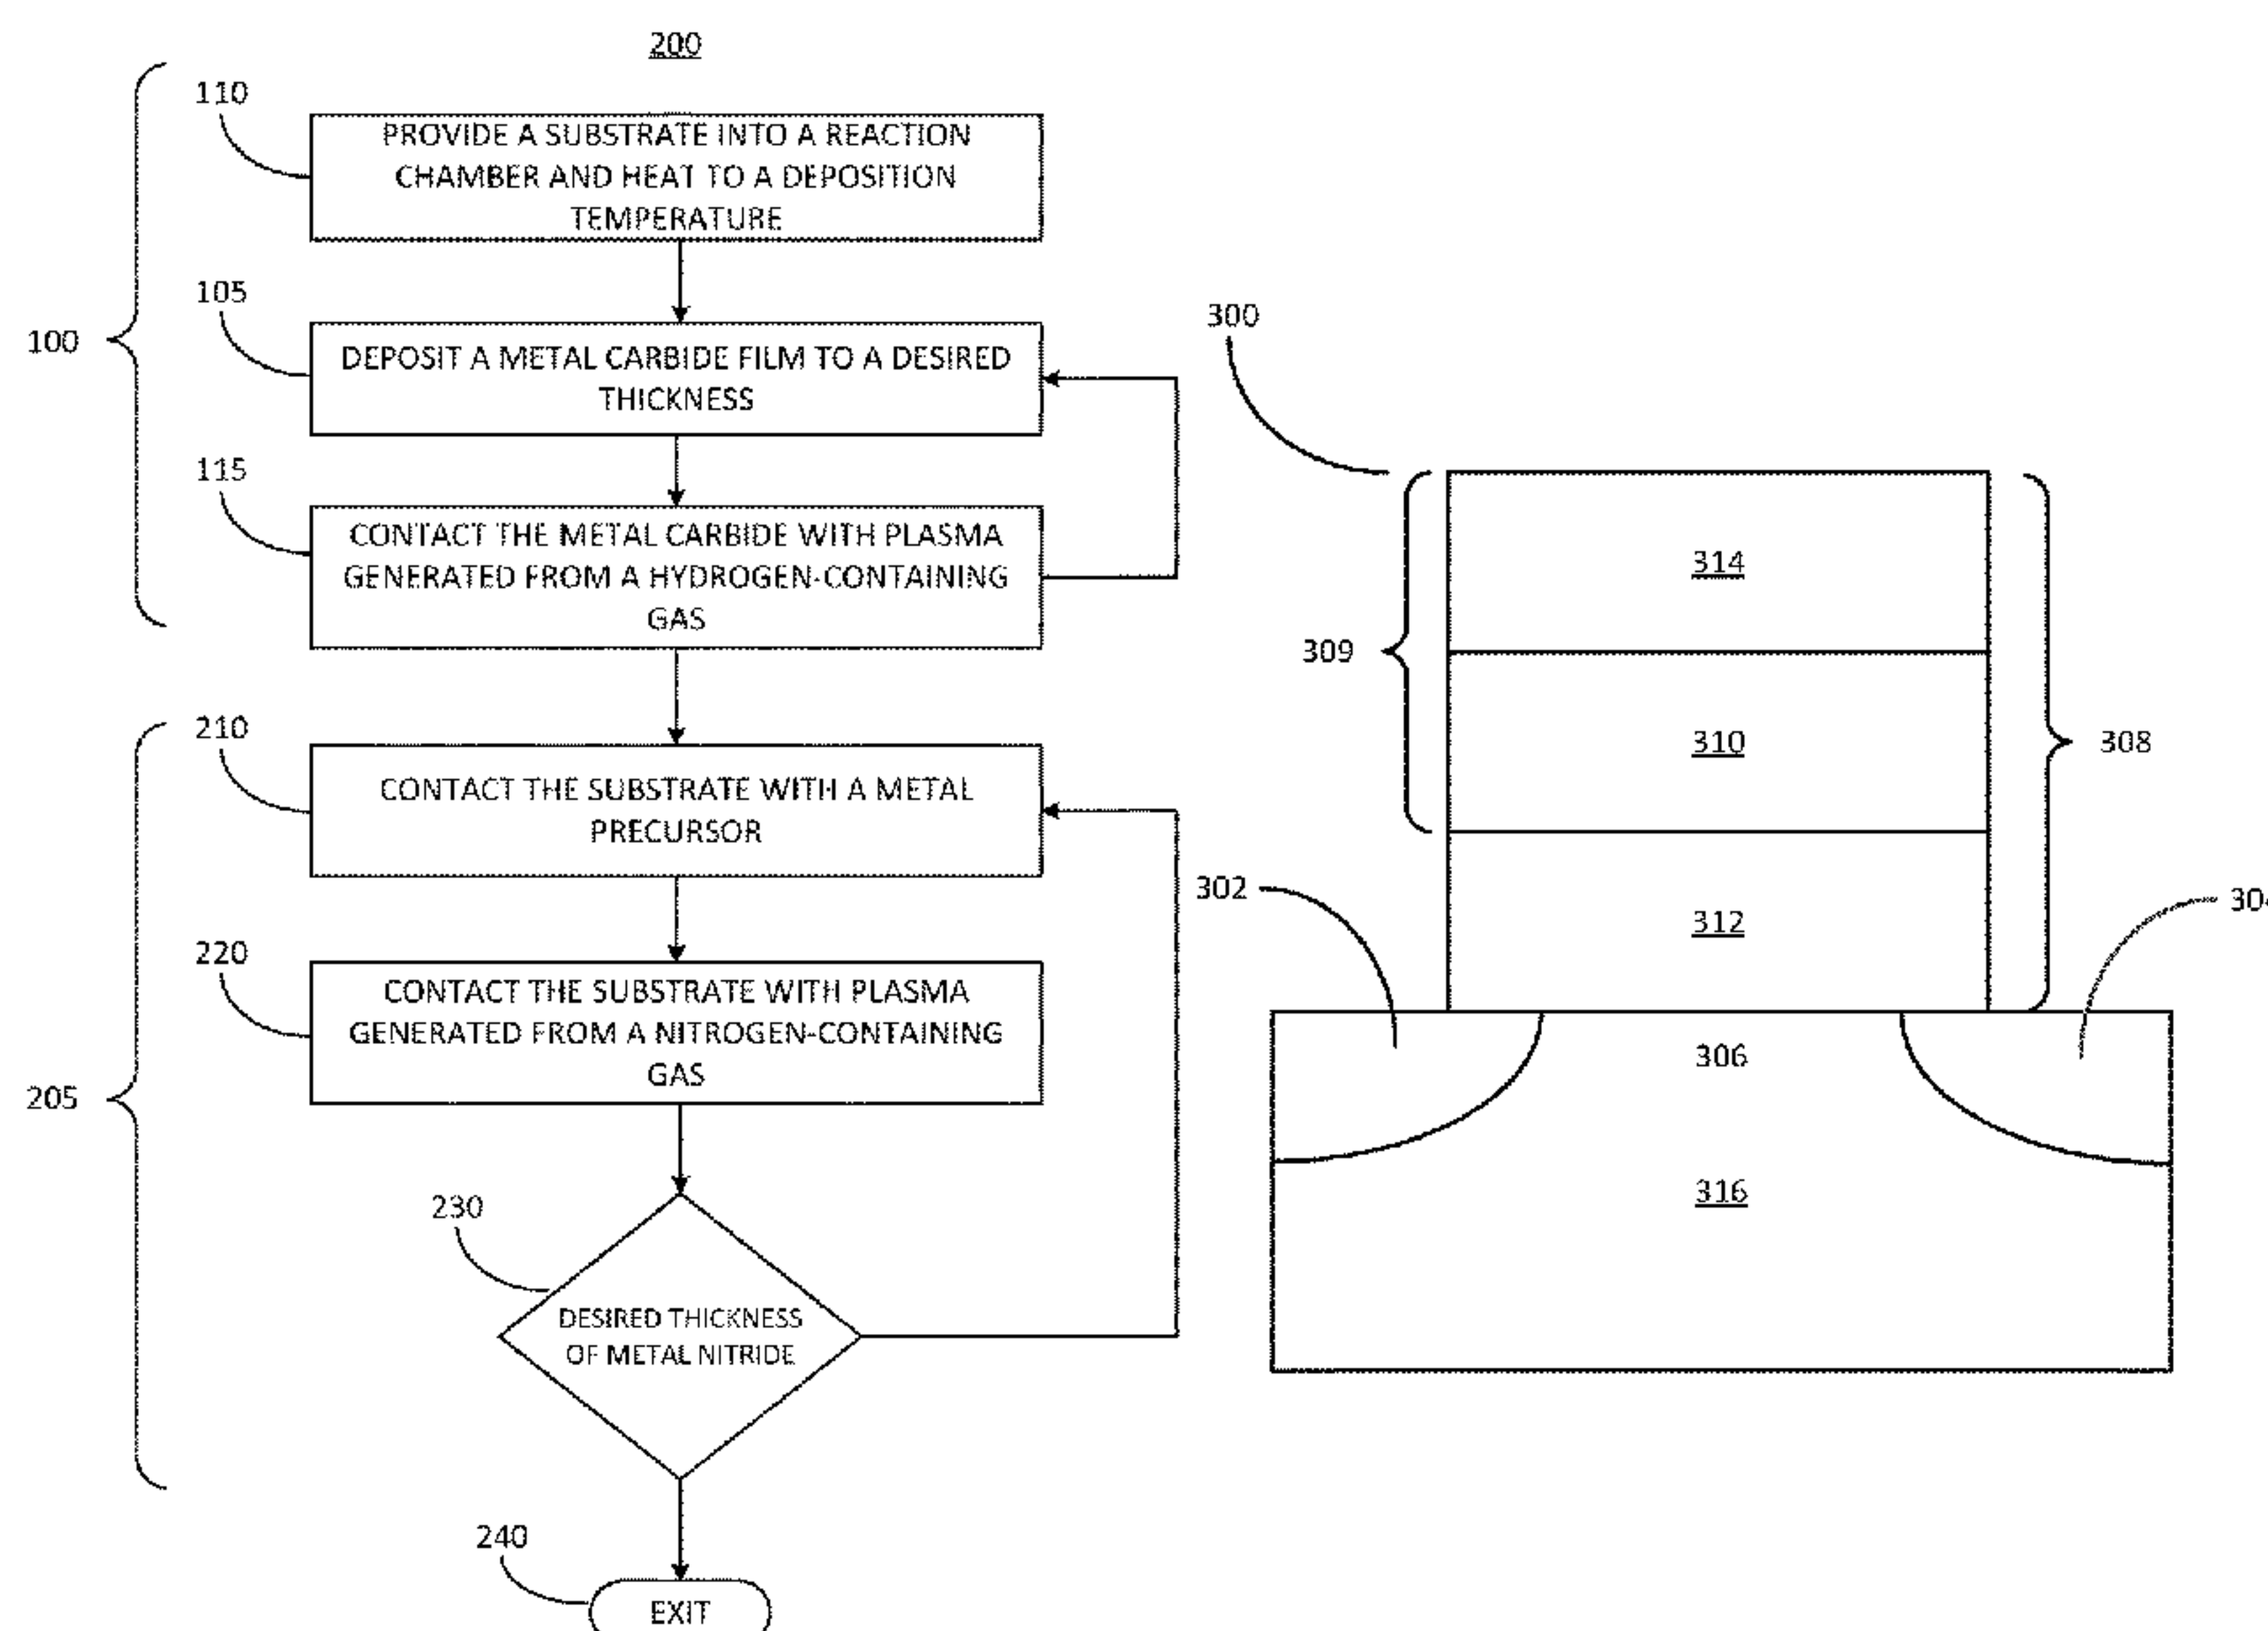 200
110
PROVIDE A SUBSTRATE INTO A REACTION
CHAMBER AND HEAT TO A DEPOSITION
TEMPERATURE
105
DEPOSIT A METAL CARBIDE FILM TO A DESIRED
THICKNESS
100
115
CONTACT THE METAL CARBIDE WITH PLASMA
GENERATED FROM A HYDROGEN-CONTAINING
GAS
210
CONTACT THE SUBSTRATE WITH A METAL
PRECURSOR
220
CONTACT THE SUBSTRATE WITH PLASMA
GENERATED FROM A NITROGEN-CONTAINING
GAS
205
230
DESIRED THICKNESS
OF METAL NITRIDE
240
EXIT
300
314
309
310
308
302
312
306
316